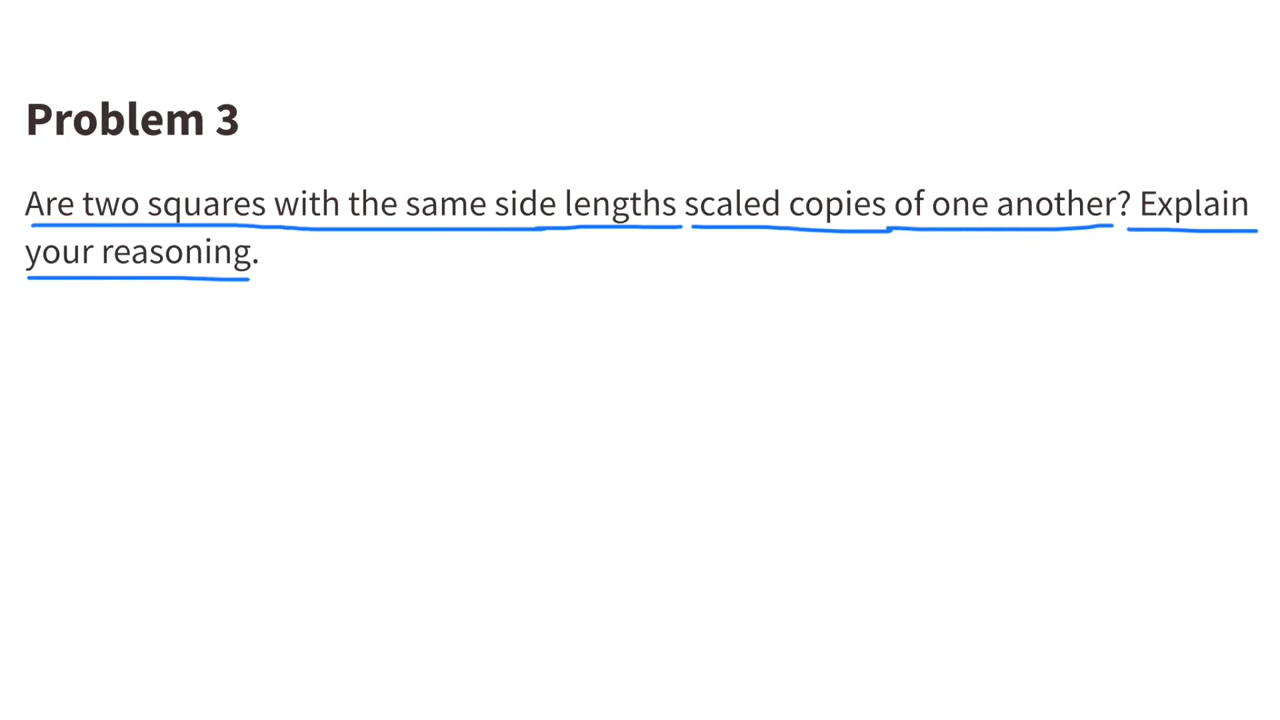 Problem 3
Are two squares with the same side lengths scaled copies of one another? Explain
your reasoning.